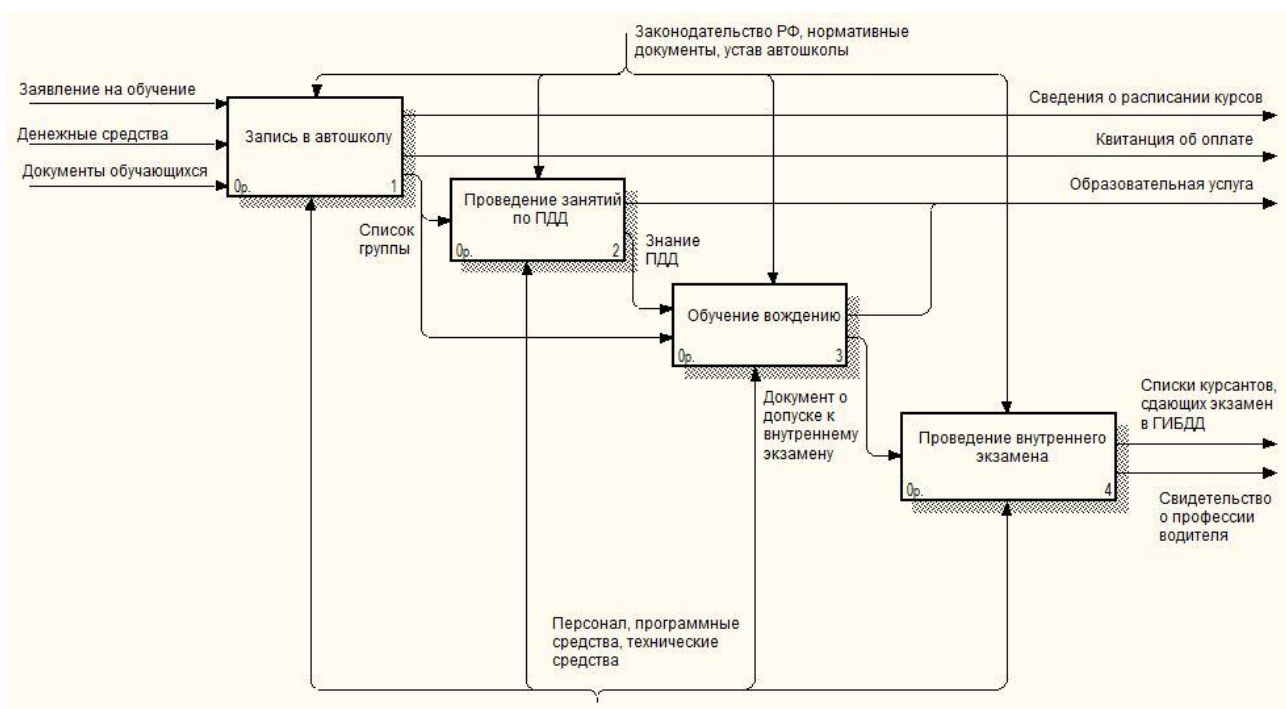 Законодательство РФ, нормативные
документы, устав автошколы
Заявление на обучение
Денежные средства
Документы обучающихся
Запись в автошколу
0р.
1
Сведения о расписании курсов
Квитанция об оплате
Образовательная услуга
Список
группы
Проведение занятий
по ПДД
0р.
2
Знание
ПДД
Обучение вождению
0р.
3
Документ о
допуске к
внутреннему
экзамену
Проведение внутреннего
экзамена
0р.
4
Списки курсантов,
сдающих экзамен
в ГИБДД
Свидетельство
о профессии
водителя
Персонал, программные
средства, технические
средства